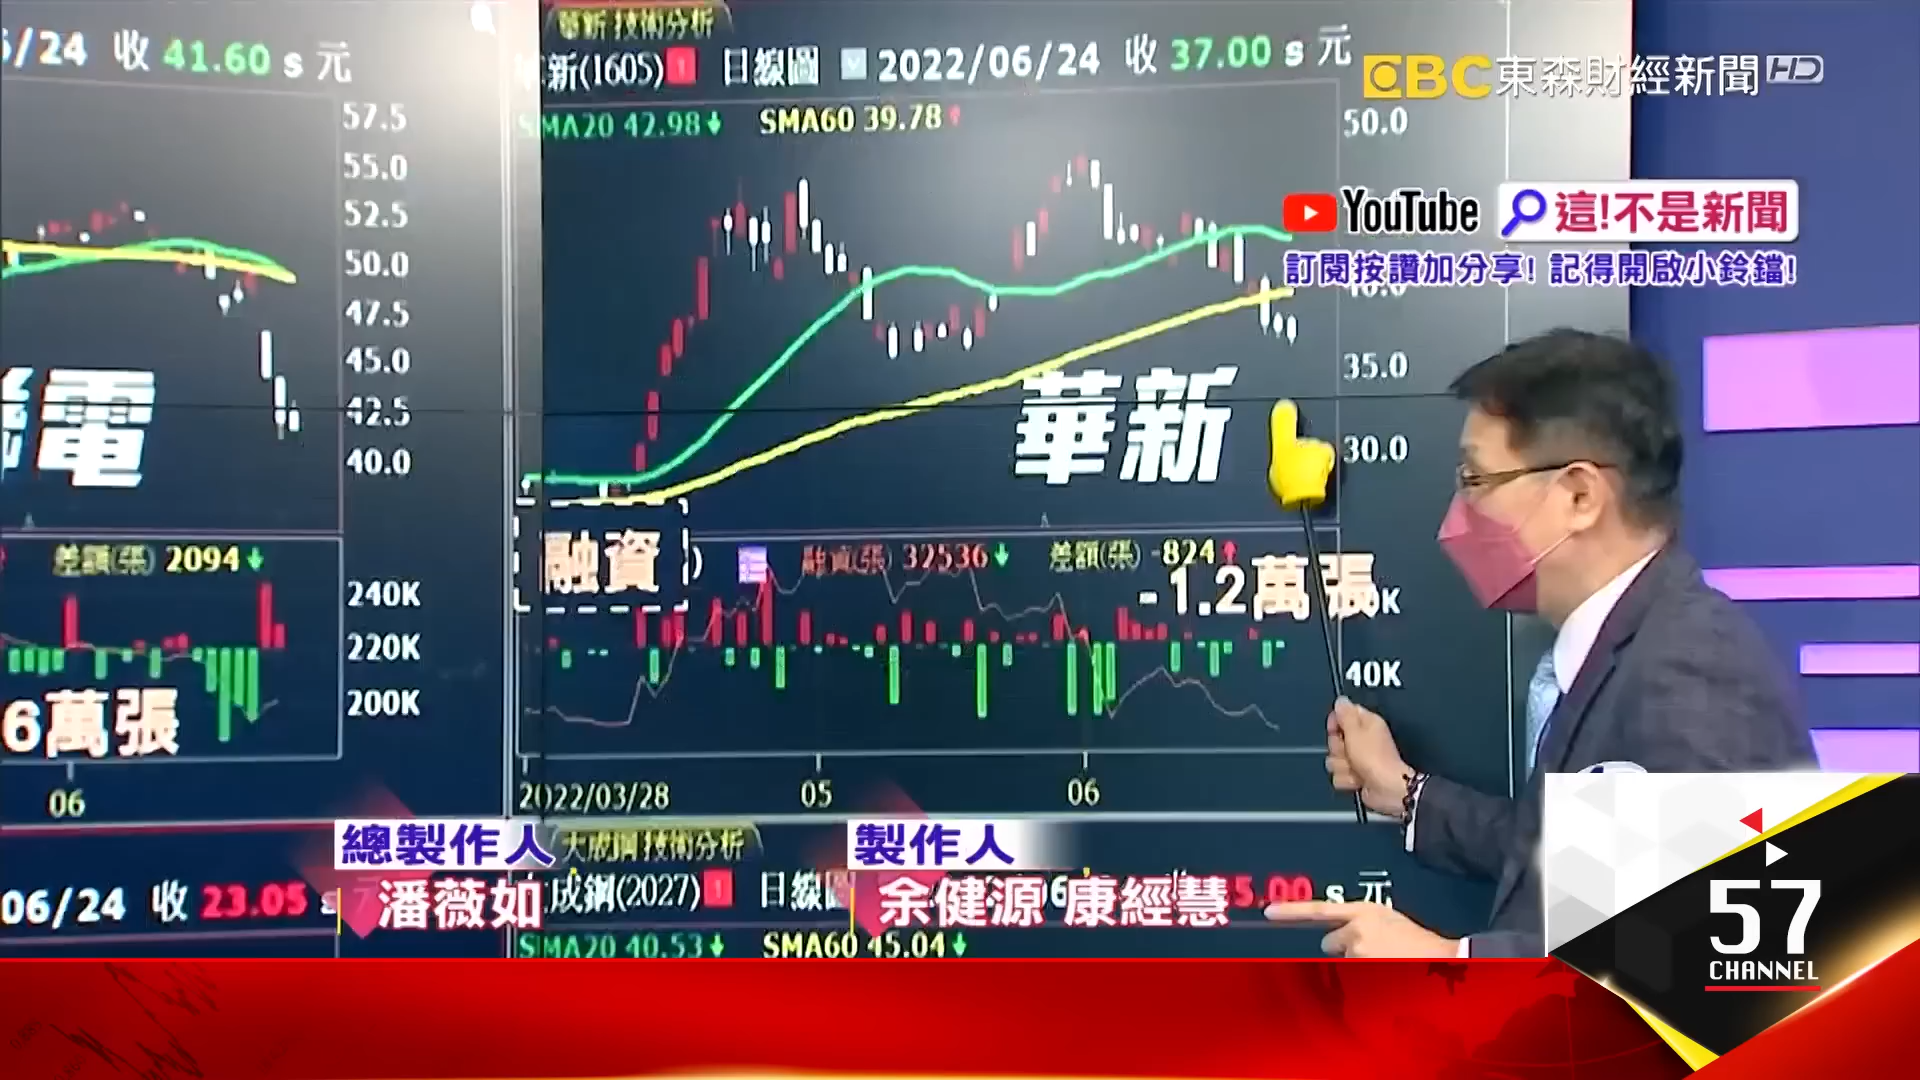 華新 技術分析
/24 收 41.60 s 元
新(1605) 日線圖 2022/06/24 收 37.00 s 元
EBC 東森財經新聞 HD
SMA20 42.98↓ SMA60 39.78↑
57.5
55.0
52.5
50.0
47.5
45.0
42.5
40.0
50.0
40.0
35.0
30.0
YouTube 這!不是新聞
訂閱按讚加分享! 記得開啟小鈴鐺!
電
華新
差額(張) 2094↓
融資
融資(張) 32536↓ 差額(張) -824↑
-1.2萬張
240K
220K
200K
K
40K
6萬張
06
2022/03/28 05 06
總製作人
潘薇如
製作人
余健源 康經慧
大成鋼 技術分析
06/24 收 23.05 s 元
成鋼(2027) 日線圖 5.00 s 元
SMA20 40.53↓ SMA60 45.04↓
57
CHANNEL